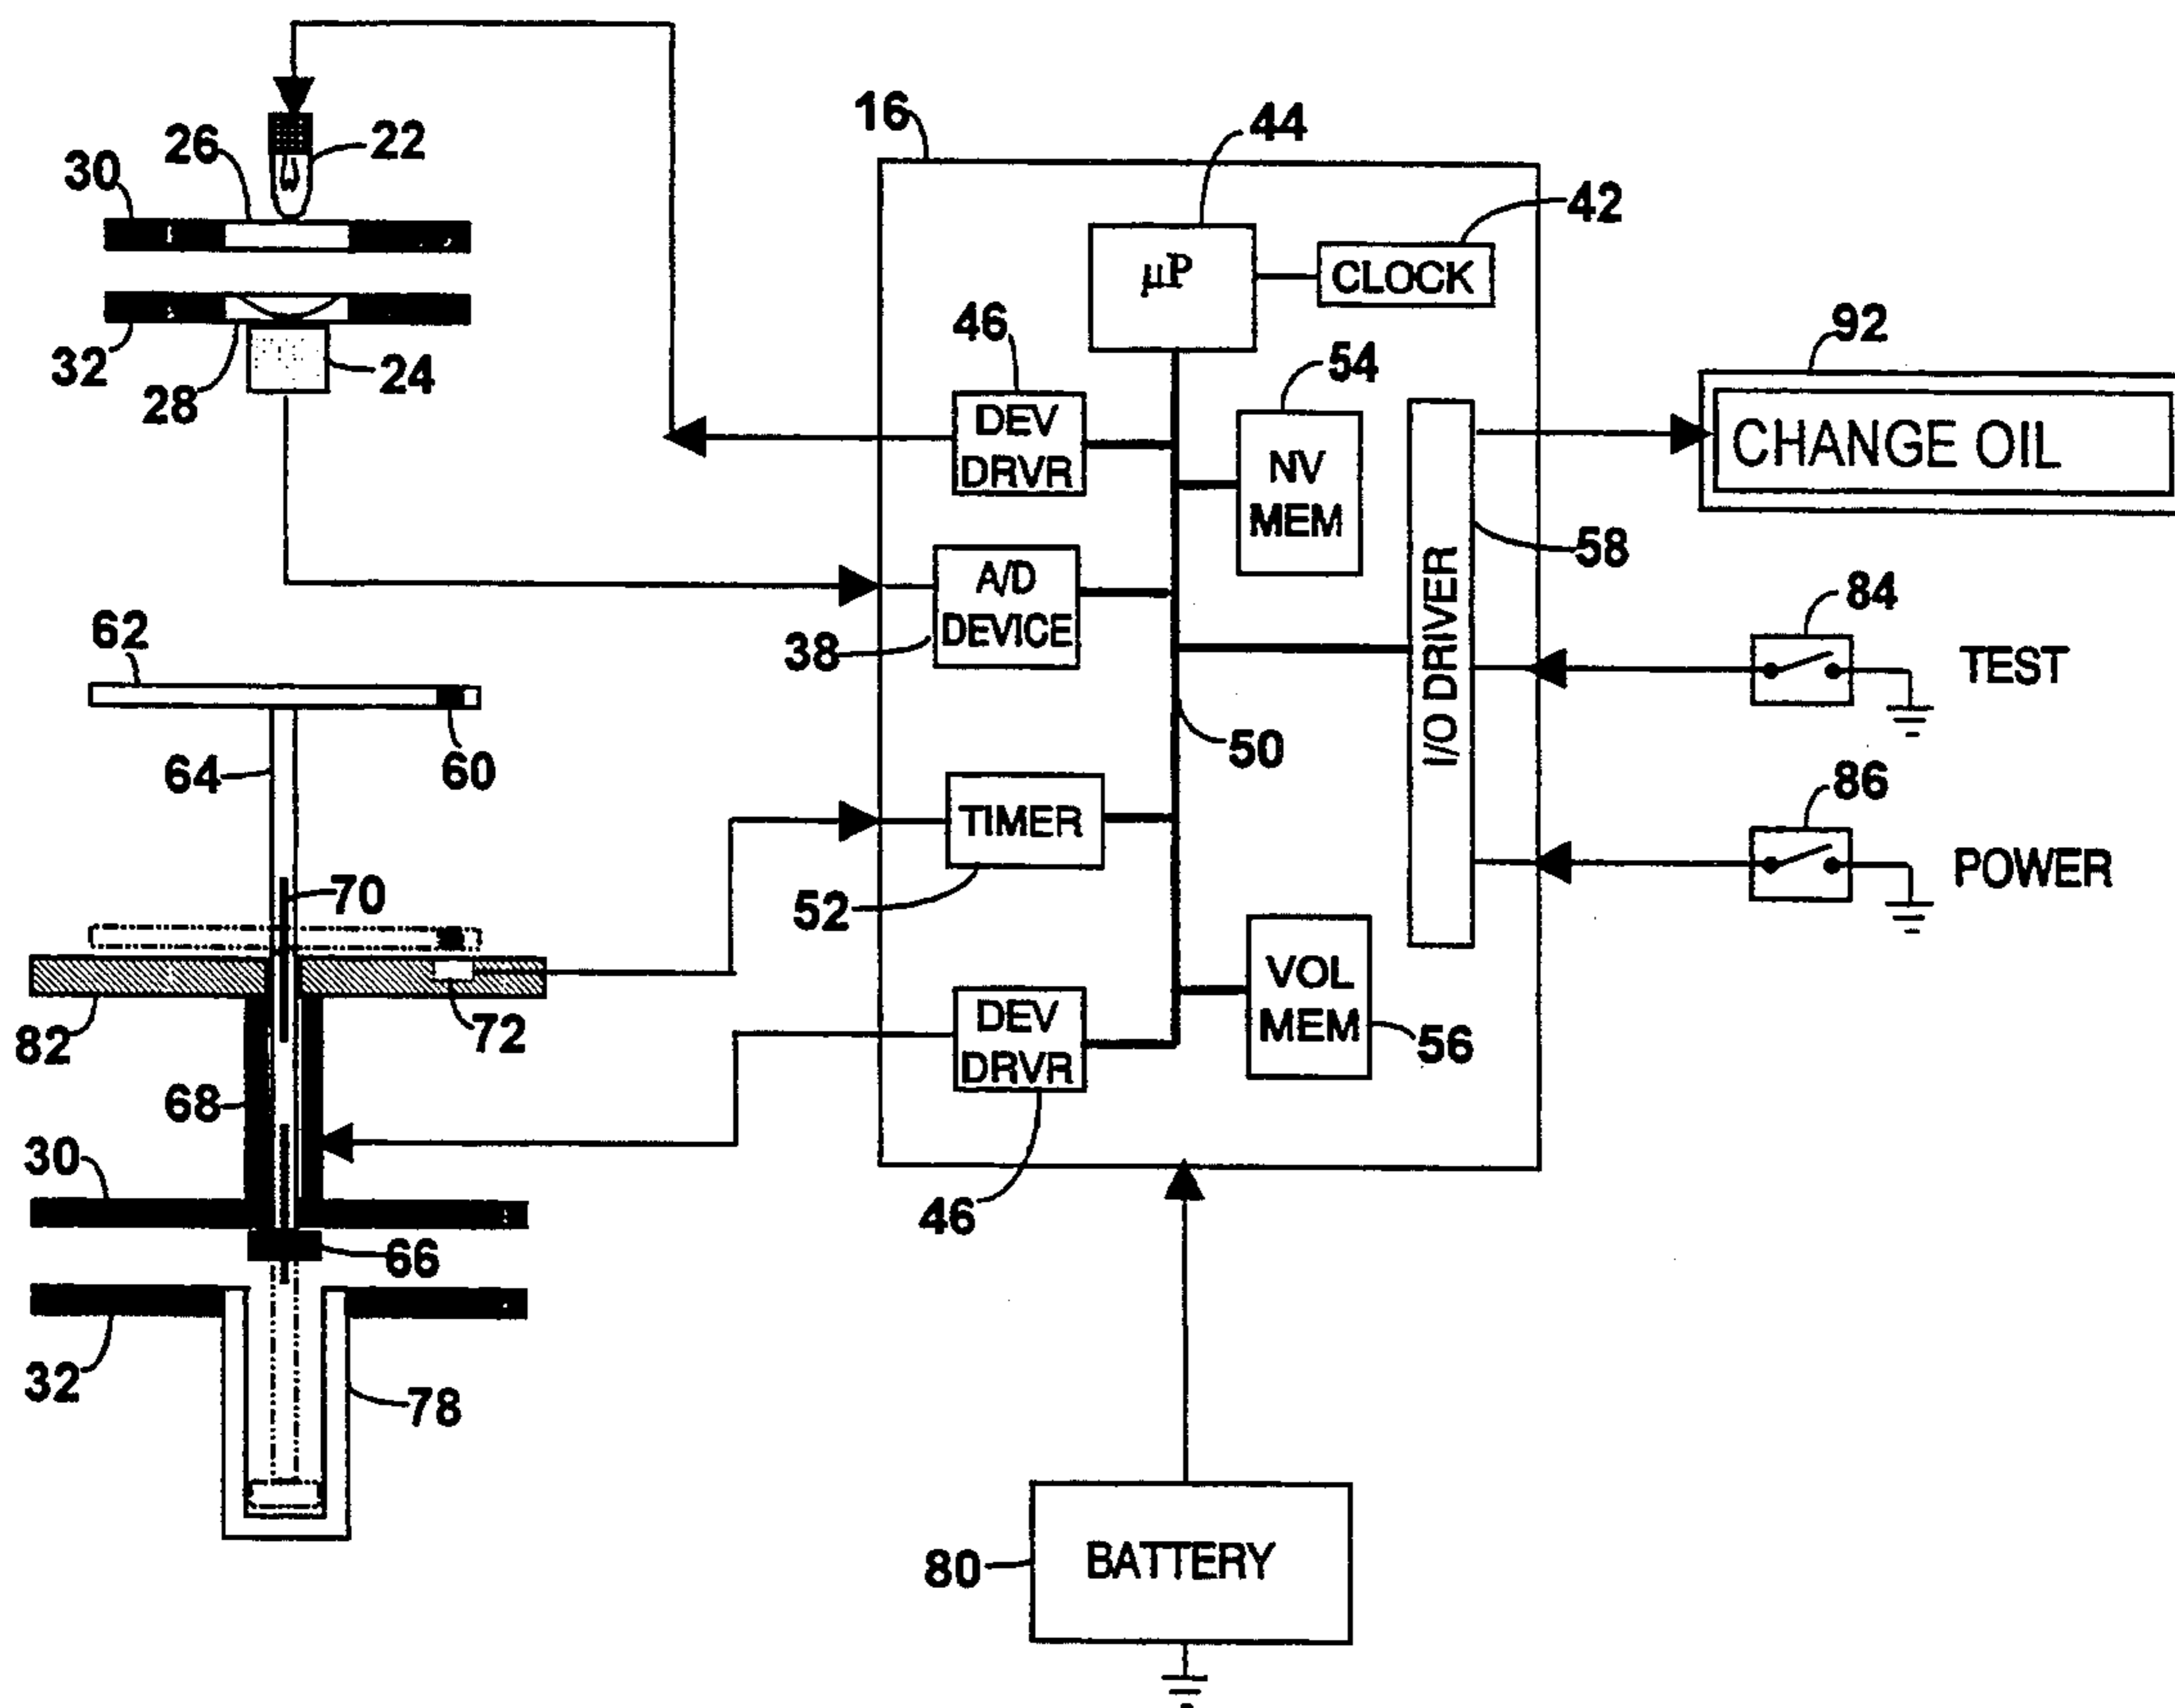 16
44
26
22
30
42
μP
CLOCK
46
54
92
32
24
28
DEV
DRVR
NV
MEM
CHANGE OIL
58
A/D
DEVICE
38
I/O DRIVER
84
TEST
62
64
60
50
86
TIMER
52
POWER
70
82
72
VOL
MEM
56
DEV
DRVR
68
30
46
66
32
78
80
BATTERY